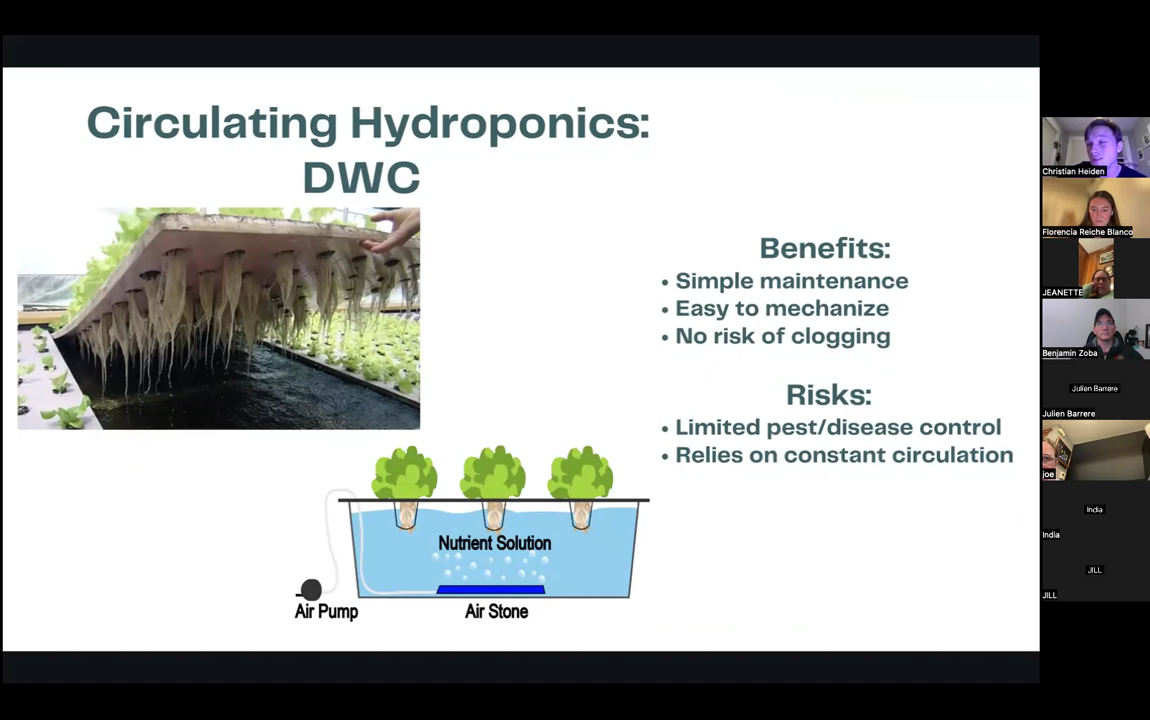 Circulating Hydroponics:
DWC
Benefits:
• Simple maintenance
• Easy to mechanize
• No risk of clogging
Risks:
• Limited pest/disease control
• Relies on constant circulation
Nutrient Solution
Air Pump
Air Stone
Christian Heiden
Florencia Reiche Blanco
JEANETTE
Benjamin Zoba
Julien Barrere
Julien Barrere
joe
India
India
JILL
JILL